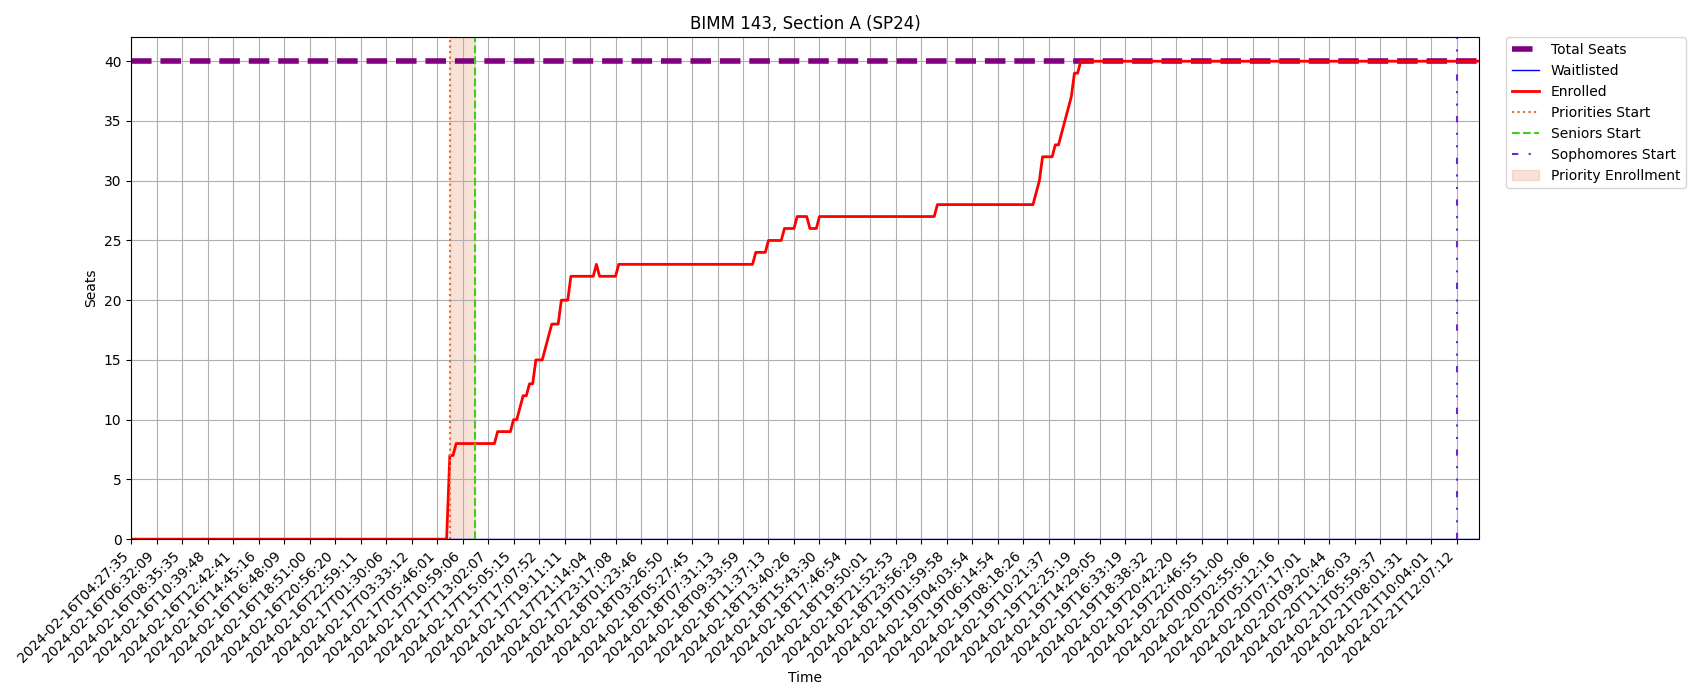 BIMM 143, Section A (SP24)
Total Seats
Waitlisted
Enrolled
Priorities Start
Seniors Start
Sophomores Start
Priority Enrollment
Seats
40
35
30
25
20
15
10
5
0
2024-02-16T04:27:35
2024-02-16T06:32:09
2024-02-16T08:35:35
2024-02-16T10:39:48
2024-02-16T12:42:41
2024-02-16T14:45:16
2024-02-16T16:48:09
2024-02-16T18:51:00
2024-02-16T20:56:20
2024-02-16T22:59:11
2024-02-17T01:30:06
2024-02-17T03:33:12
2024-02-17T05:46:01
2024-02-17T10:59:06
2024-02-17T13:02:07
2024-02-17T15:05:15
2024-02-17T17:07:52
2024-02-17T19:11:11
2024-02-17T21:14:04
2024-02-17T23:17:08
2024-02-18T01:23:46
2024-02-18T03:26:50
2024-02-18T05:27:45
2024-02-18T07:31:13
2024-02-18T09:33:59
2024-02-18T11:37:13
2024-02-18T13:40:26
2024-02-18T15:43:30
2024-02-18T17:46:54
2024-02-18T19:50:01
2024-02-18T21:52:53
2024-02-18T23:56:29
2024-02-19T01:59:58
2024-02-19T04:03:54
2024-02-19T06:14:54
2024-02-19T08:18:26
2024-02-19T10:21:37
2024-02-19T12:25:19
2024-02-19T14:29:05
2024-02-19T16:33:19
2024-02-19T18:38:32
2024-02-19T20:42:20
2024-02-19T22:46:55
2024-02-20T00:51:00
2024-02-20T02:55:06
2024-02-20T05:12:16
2024-02-20T07:17:01
2024-02-20T09:20:44
2024-02-20T11:26:03
2024-02-21T05:59:37
2024-02-21T08:01:31
2024-02-21T10:04:01
2024-02-21T12:07:12
Time